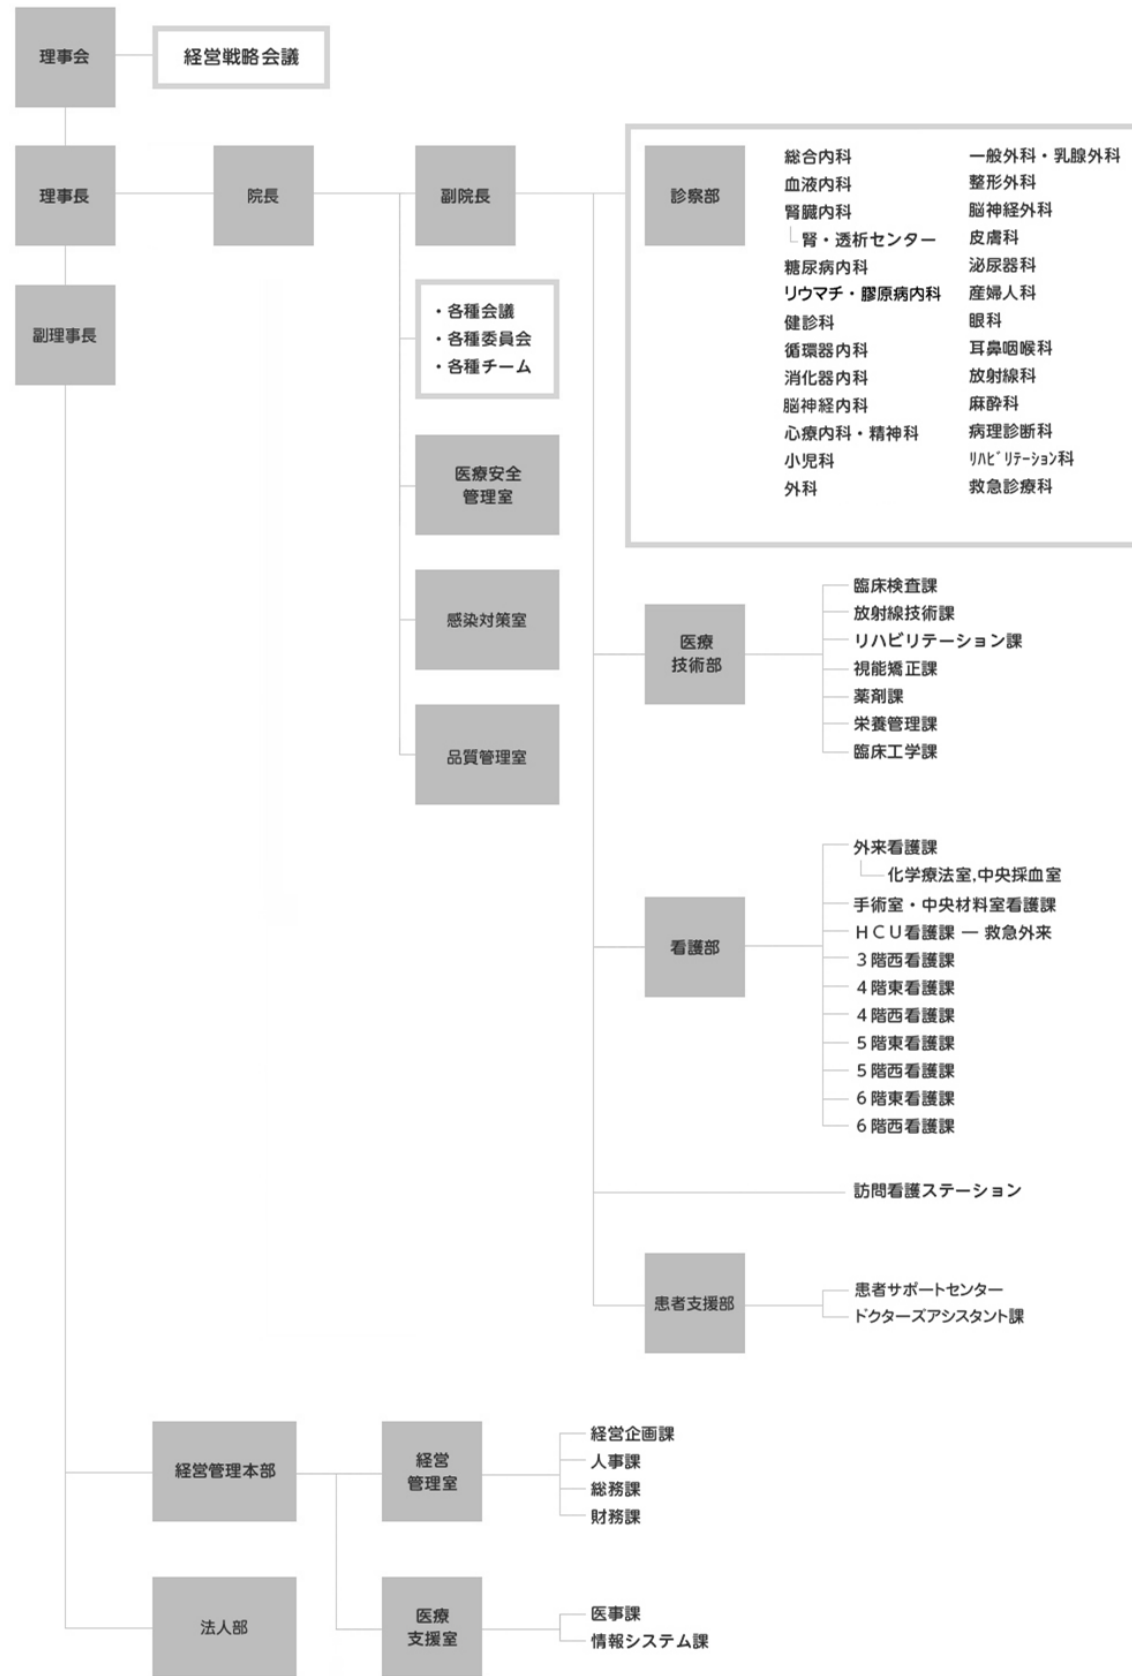 理事会
経営戦略会議
理事長
院長
副院長
副理事長
・各種会議
・各種委員会
・各種チーム
医療安全
管理室
感染対策室
品質管理室
診察部
総合内科
血液内科
腎臓内科
腎・透析センター
糖尿病内科
リウマチ・膠原病内科
健診科
循環器内科
消化器内科
脳神経内科
心療内科・精神科
小児科
外科
一般外科・乳腺外科
整形外科
脳神経外科
皮膚科
泌尿器科
産婦人科
眼科
耳鼻咽喉科
放射線科
麻酔科
病理診断科
ﾘﾊﾋﾞﾘﾃｰｼｮﾝ科
救急診療科
医療
技術部
臨床検査課
放射線技術課
リハビリテーション課
視能矯正課
薬剤課
栄養管理課
臨床工学課
看護部
外来看護課
化学療法室,中央採血室
手術室・中央材料室看護課
ＨＣＵ看護課 ― 救急外来
３階西看護課
４階東看護課
４階西看護課
５階東看護課
５階西看護課
６階東看護課
６階西看護課
訪問看護ステーション
患者支援部
患者サポートセンター
ドクターズアシスタント課
経営管理本部
経営
管理室
経営企画課
人事課
総務課
財務課
法人部
医療
支援室
医事課
情報システム課